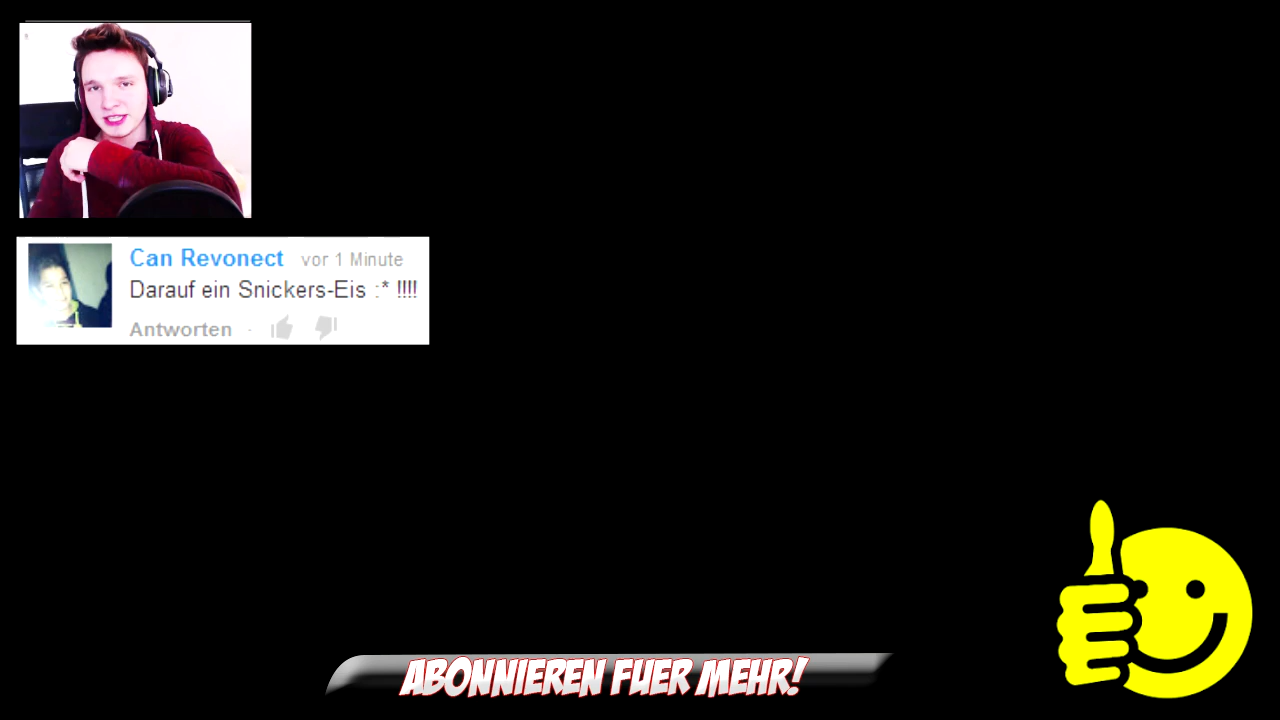 Can Revonect vor 1 Minute
Darauf ein Snickers-Eis :* !!!!
Antworten ·
ABONNIEREN FUER MEHR!